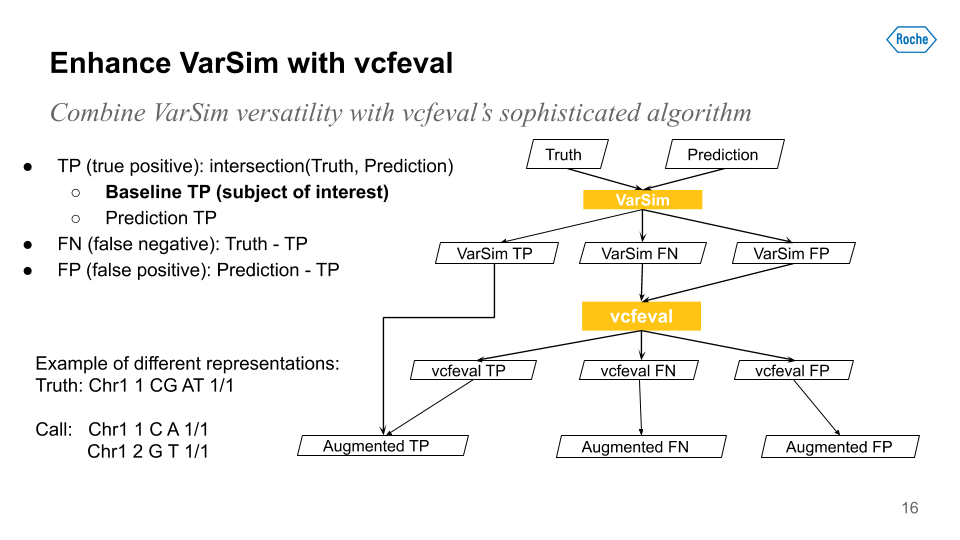 Roche
Enhance VarSim with vcfeval
Combine VarSim versatility with vcfeval’s sophisticated algorithm
● TP (true positive): intersection(Truth, Prediction)
○ Baseline TP (subject of interest)
○ Prediction TP
● FN (false negative): Truth - TP
● FP (false positive): Prediction - TP
Example of different representations:
Truth: Chr1 1 CG AT 1/1
Call: Chr1 1 C A 1/1
Chr1 2 G T 1/1
Truth
Prediction
VarSim
VarSim TP
VarSim FN
VarSim FP
vcfeval
vcfeval TP
vcfeval FN
vcfeval FP
Augmented TP
Augmented FN
Augmented FP
16